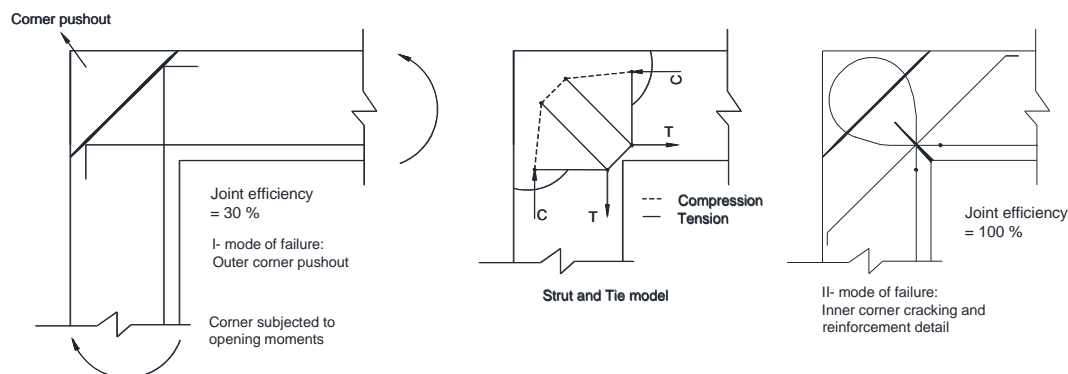 Corner pushout
Joint efficiency
= 30 %
I- mode of failure:
Outer corner pushout
Corner subjected to
opening moments
C
T
C
T
Compression
Tension
Strut and Tie model
Joint efficiency
= 100 %
II- mode of failure:
Inner corner cracking and
reinforcement detail